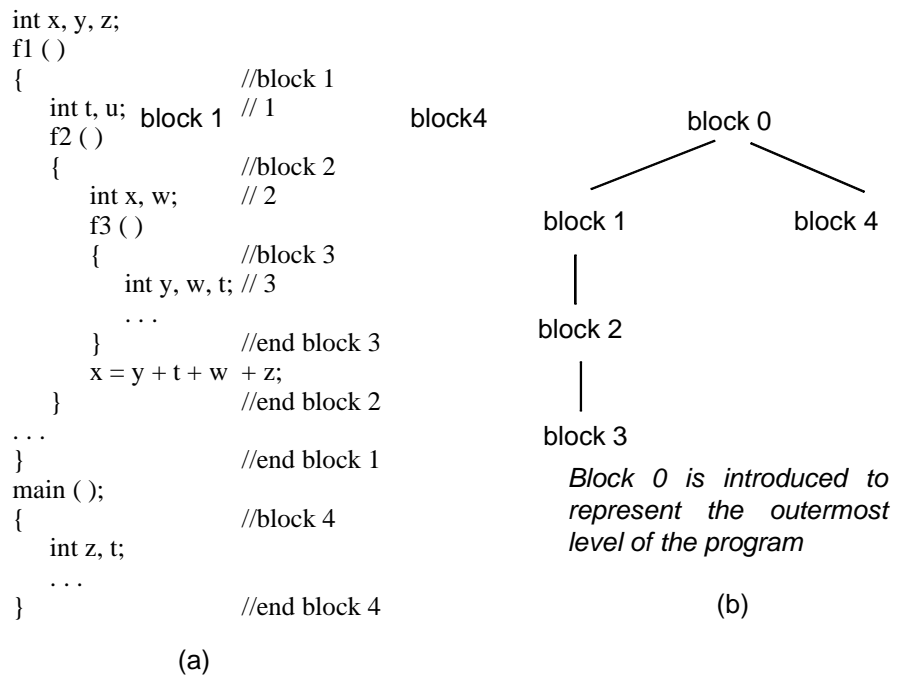 int x, y, z;
f1 ( )
{ //block 1
int t, u; block 1 // 1 block4
f2 ( )
{ //block 2
int x, w; // 2
f3 ( )
{ //block 3
int y, w, t; // 3
. . .
} //end block 3
x = y + t + w + z;
} //end block 2
. . .
} //end block 1
main ( );
{ //block 4
int z, t;
. . .
} //end block 4
(a)
block 0
block 1 block 4
block 2
block 3
Block 0 is introduced to
represent the outermost
level of the program
(b)